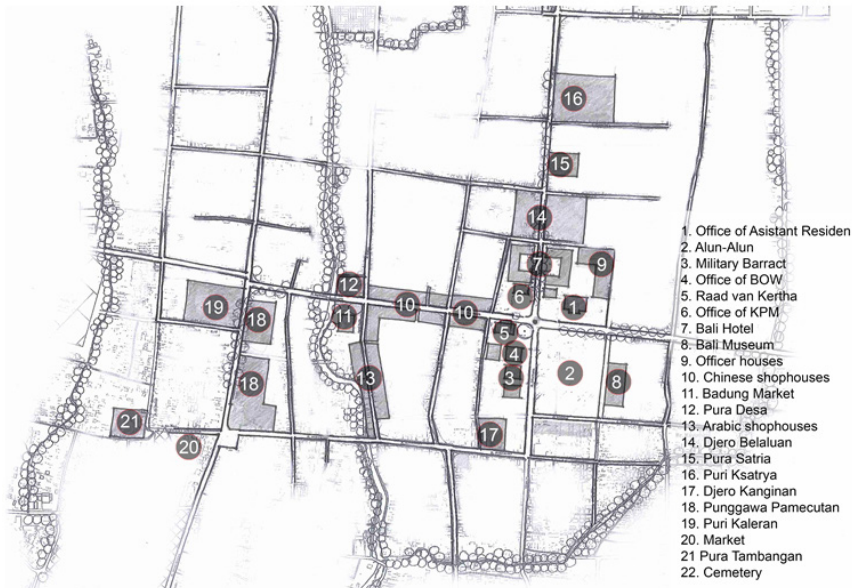 16
15
14
7
9
12
6
1
19
18
11
10
10
5
4
3
2
8
18
13
21
17
20
1. Office of Asistant Residen
2. Alun-Alun
3. Military Barract
4. Office of BOW
5. Raad van Kertha
6. Office of KPM
7. Bali Hotel
8. Bali Museum
9. Officer houses
10. Chinese shophouses
11. Badung Market
12. Pura Desa
13. Arabic shophouses
14. Djero Belaluan
15. Pura Satria
16. Puri Ksatrya
17. Djero Kanginan
18. Punggawa Pamecutan
19. Puri Kaleran
20. Market
21 Pura Tambangan
22. Cemetery